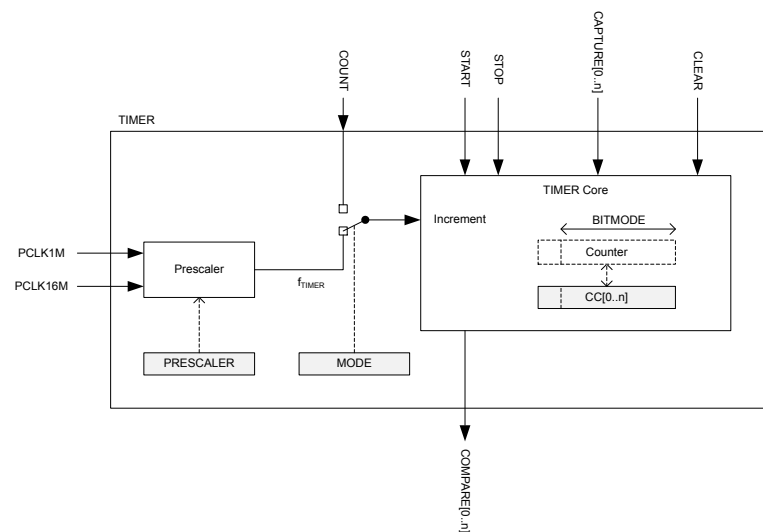 COUNT
START
STOP
CAPTURE[0..n]
CLEAR
TIMER
TIMER Core
Increment
BITMODE
Counter
CC[0..n]
PCLK1M
PCLK16M
Prescaler
fTIMER
PRESCALER
MODE
COMPARE[0..n]